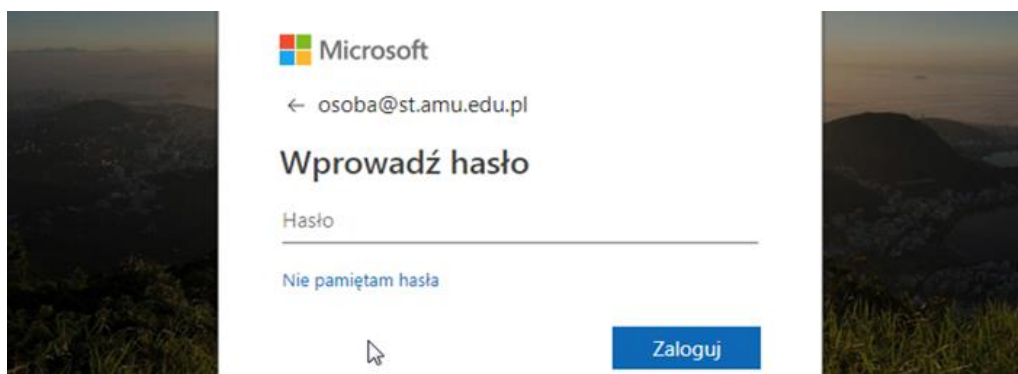 Microsoft
← osoba@st.amu.edu.pl
Wprowadź hasło
Hasło
Nie pamiętam hasła
Zaloguj